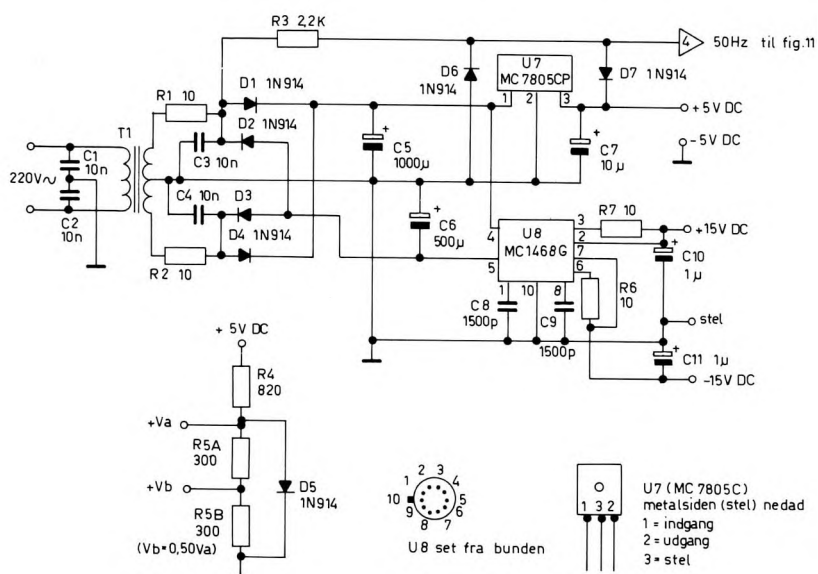 R3 2,2K
4
50Hz til fig.11
U7
MC 7805CP
D6
1N914
D7 1N914
1
2
3
+5V DC
-5V DC
R1 10
D1 1N914
D2 1N914
C3 10n
C4 10n
D3
D4 1N914
R2 10
T1
C1
10n
220V~
C2
10n
+
C5
1000µ
+
C6
500µ
+
C7
10µ
U8
MC1468G
4
5
3
2
7
6
1
10
8
R7 10
+15V DC
+
C10
1µ
R6
10
C8
1500p
C9
1500p
stel
+
C11 1µ
-15V DC
+ 5V DC
R4
820
+Va
R5A
300
+Vb
R5B
300
(Vb=0,50Va)
D5
1N914
1
2
3
4
5
6
7
8
9
10
U8 set fra bunden
1 3 2
U7 (MC 7805C)
metalsiden (stel) nedad
1 = indgang
2 = udgang
3 = stel